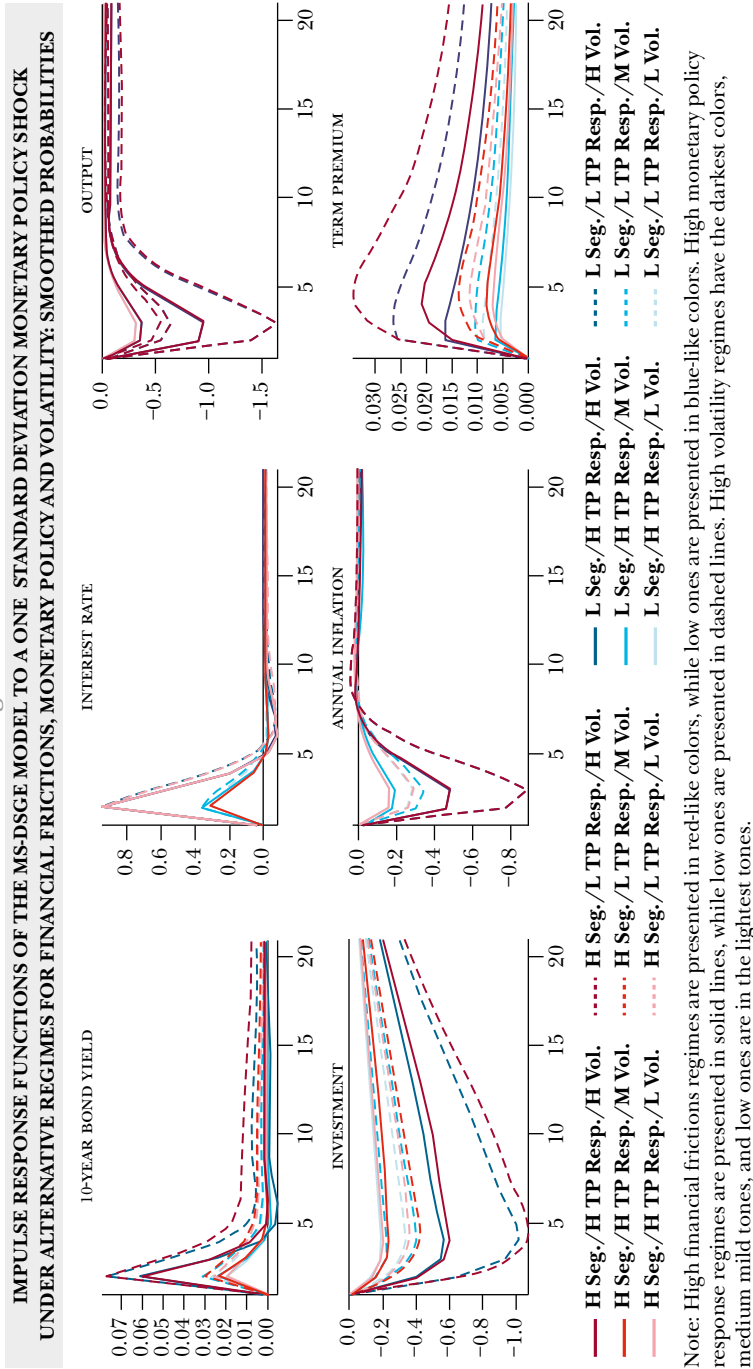 IMPULSE RESPONSE FUNCTIONS OF THE MS-DSGE MODEL TO A ONE STANDARD DEVIATION MONETARY POLICY SHOCK
UNDER ALTERNATIVE REGIMES FOR FINANCIAL FRICTIONS, MONETARY POLICY AND VOLATILITY: SMOOTHED PROBABILITIES
10-YEAR BOND YIELD
0.07
0.06
0.05
0.04
0.03
0.02
0.01
0.00
5 10 15 20
INTEREST RATE
0.8
0.6
0.4
0.2
0.0
5 10 15 20
OUTPUT
0.0
−0.5
−1.0
−1.5
5 10 15 20
INVESTMENT
0.0
−0.2
−0.4
−0.6
−0.8
−1.0
5 10 15 20
ANNUAL INFLATION
0.0
−0.2
−0.4
−0.6
−0.8
5 10 15 20
TERM PREMIUM
0.030
0.025
0.020
0.015
0.010
0.005
0.000
5 10 15 20
H Seg./H TP Resp./H Vol. H Seg./L TP Resp./H Vol. L Seg./H TP Resp./H Vol. L Seg./L TP Resp./H Vol.
H Seg./H TP Resp./M Vol. H Seg./L TP Resp./M Vol. L Seg./H TP Resp./M Vol. L Seg./L TP Resp./M Vol.
H Seg./H TP Resp./L Vol. H Seg./L TP Resp./L Vol. L Seg./H TP Resp./L Vol. L Seg./L TP Resp./L Vol.
Note: High financial frictions regimes are presented in red-like colors, while low ones are presented in blue-like colors. High monetary policy
response regimes are presented in solid lines, while low ones are presented in dashed lines. High volatility regimes have the darkest colors,
medium mild tones, and low ones are in the lightest tones.